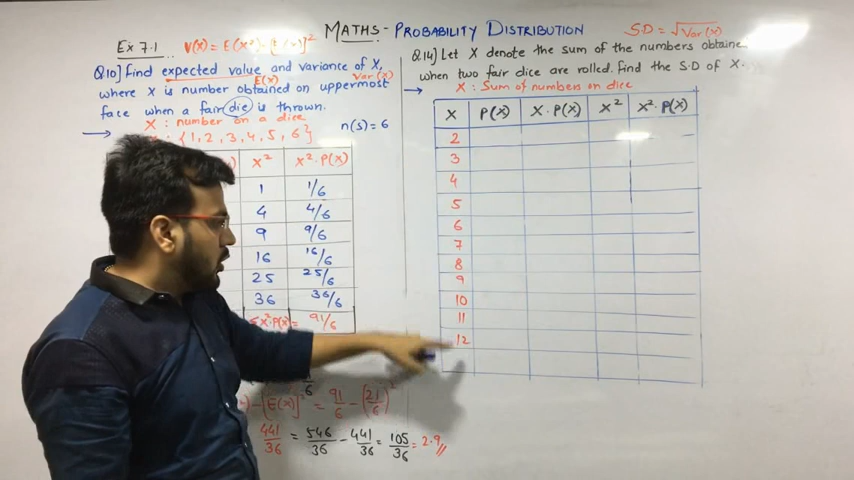 MATHS - PROBABILITY DISTRIBUTION
Ex 7.1
V(X) = E(X²) - [E(X)]²
Q.10] Find expected value and variance of X,
E(X)
Var(X)
where X is number obtained on uppermost
face when a fair die is thrown.
X : number on a dice
: {1, 2, 3, 4, 5, 6}
n(S) = 6
X² X²·P(X)
1 1/6
4 4/6
9 9/6
16 16/6
25 25/6
36 36/6
X²·P(X) = 91/6
- [E(X)]² = 91/6 - (21/6)²
441/36 = 546/36 - 441/36 = 105/36 = 2.9//
S.D = √Var(X)
Q.14] Let X denote the sum of the numbers obtaine
when two fair dice are rolled. Find the S.D of X.
X : Sum of numbers on dice
X P(X) X·P(X) X² X²·P(X)
2
3
4
5
6
7
8
9
10
11
12